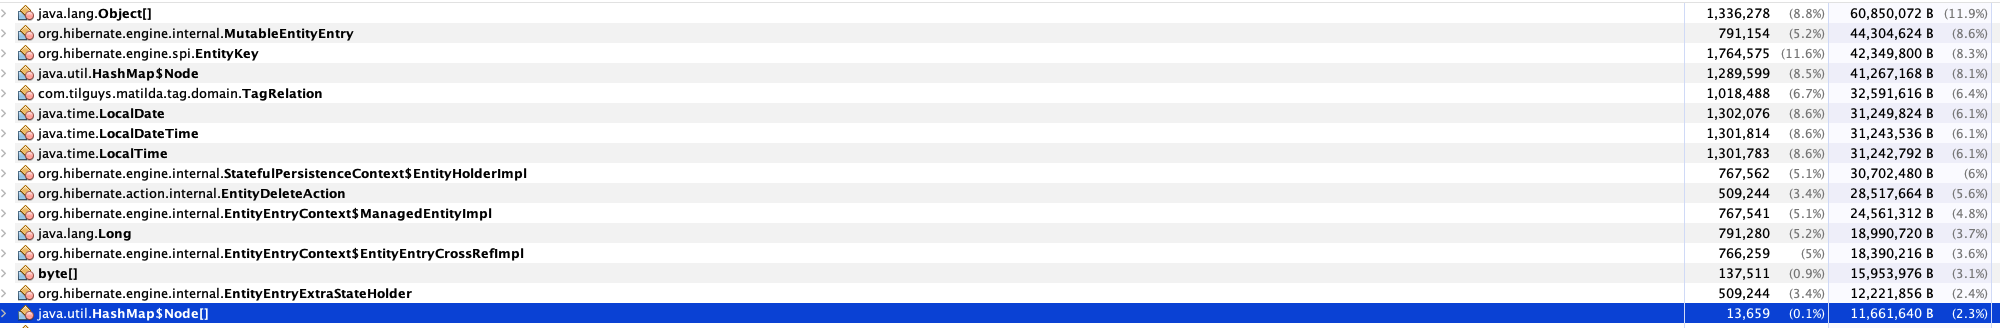 java.lang.Object[] 1,336,278 (8.8%) 60,850,072 B (11.9%)
org.hibernate.engine.internal.MutableEntityEntry 791,154 (5.2%) 44,304,624 B (8.6%)
org.hibernate.engine.spi.EntityKey 1,764,575 (11.6%) 42,349,800 B (8.3%)
java.util.HashMap$Node 1,289,599 (8.5%) 41,267,168 B (8.1%)
com.tilguys.matilda.tag.domain.TagRelation 1,018,488 (6.7%) 32,591,616 B (6.4%)
java.time.LocalDate 1,302,076 (8.6%) 31,249,824 B (6.1%)
java.time.LocalDateTime 1,301,814 (8.6%) 31,243,536 B (6.1%)
java.time.LocalTime 1,301,783 (8.6%) 31,242,792 B (6.1%)
org.hibernate.engine.internal.StatefulPersistenceContext$EntityHolderImpl 767,562 (5.1%) 30,702,480 B (6%)
org.hibernate.action.internal.EntityDeleteAction 509,244 (3.4%) 28,517,664 B (5.6%)
org.hibernate.engine.internal.EntityEntryContext$ManagedEntityImpl 767,541 (5.1%) 24,561,312 B (4.8%)
java.lang.Long 791,280 (5.2%) 18,990,720 B (3.7%)
org.hibernate.engine.internal.EntityEntryContext$EntityEntryCrossRefImpl 766,259 (5%) 18,390,216 B (3.6%)
byte[] 137,511 (0.9%) 15,953,976 B (3.1%)
org.hibernate.engine.internal.EntityEntryExtraStateHolder 509,244 (3.4%) 12,221,856 B (2.4%)
java.util.HashMap$Node[] 13,659 (0.1%) 11,661,640 B (2.3%)